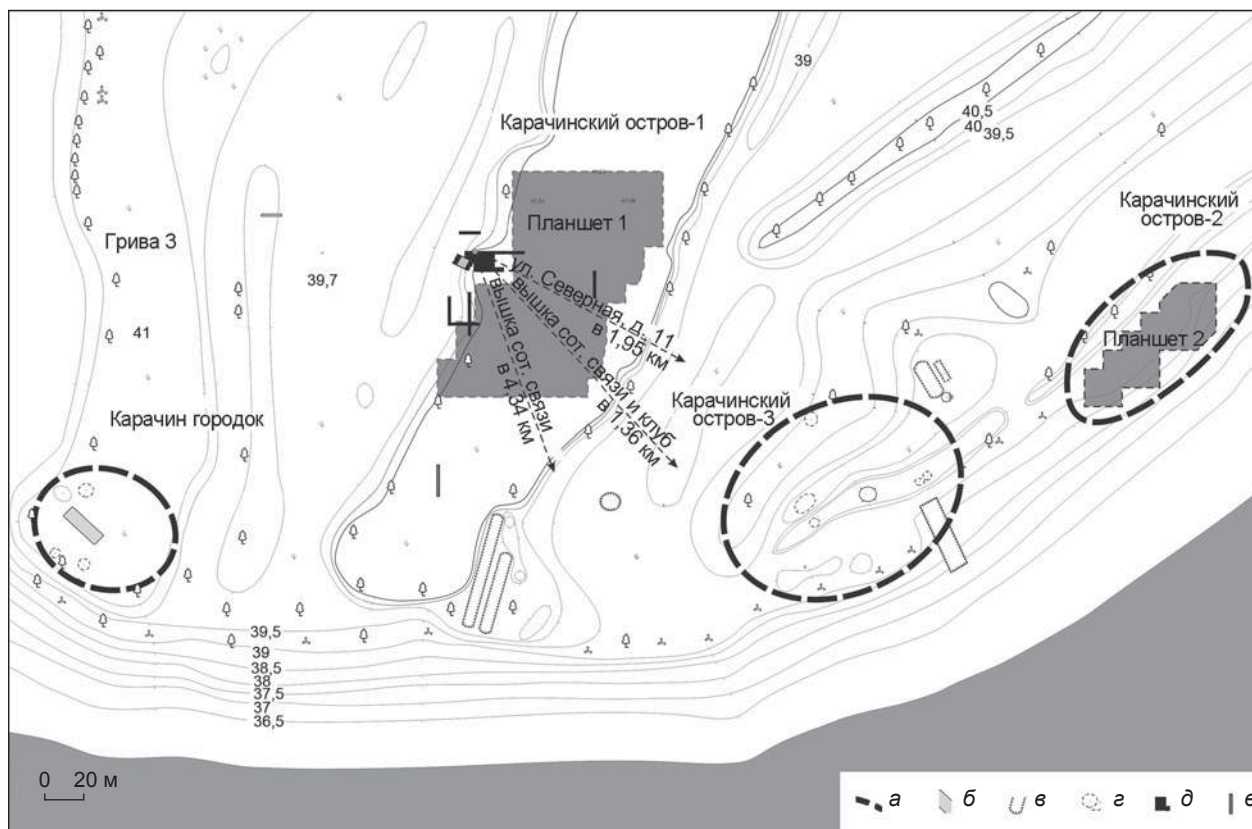 39
40,5
40
39,5
Карачинский остров-1
Карачинский
остров-2
Планшет 1
Грива 3
39,7
ул. Северная, д. 11
в 1,95 км
41
вышка сот. связи и клуб
в 7,36 км
вышка сот. связи
в 4,34 км
Планшет 2
Карачинский
остров-3
Карачин городок
39,5
39
38,5
38
37,5
37
36,5
0 20 м
а б в г д е